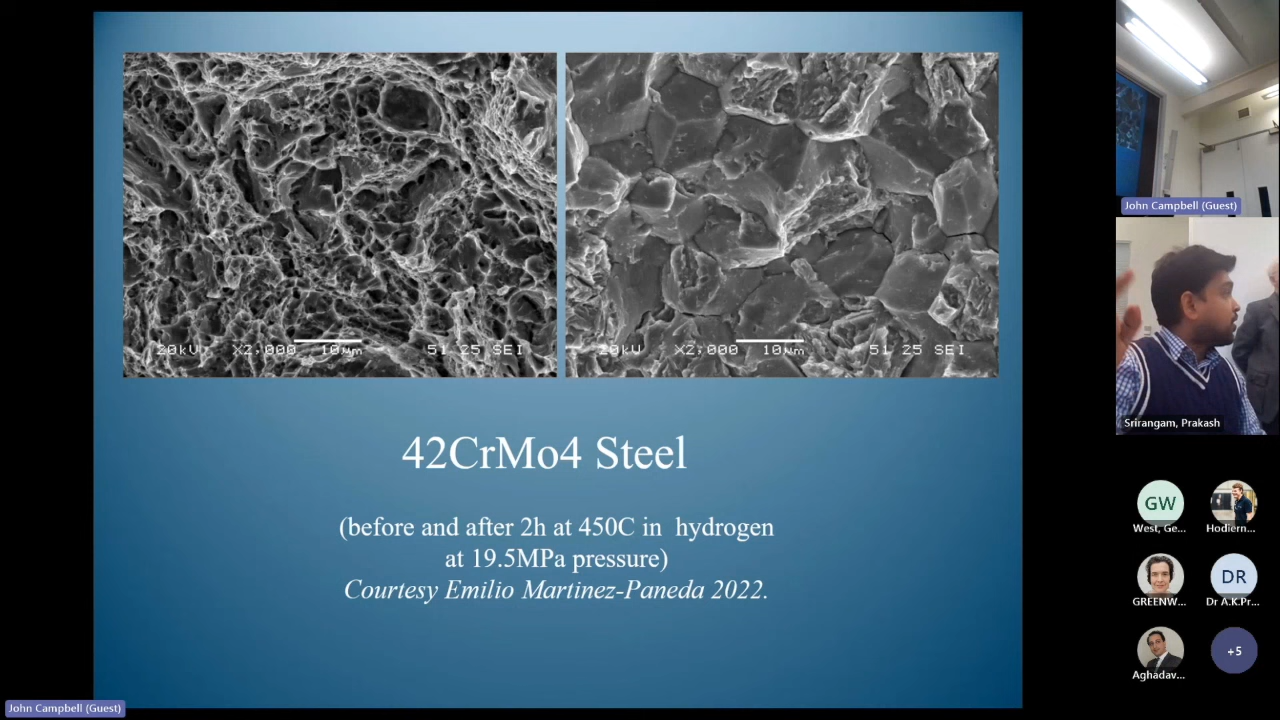 20kV X2,000 10µm 51 25 SEI
20kU X2,000 10µm 51 25 SEI
42CrMo4 Steel
(before and after 2h at 450C in hydrogen
at 19.5MPa pressure)
Courtesy Emilio Martinez-Paneda 2022.
John Campbell (Guest)
Srirangam, Prakash
GW
West, Ge...
Hodiern...
GREENW...
DR
Dr A.K.Pr...
Aghadav...
+5
John Campbell (Guest)